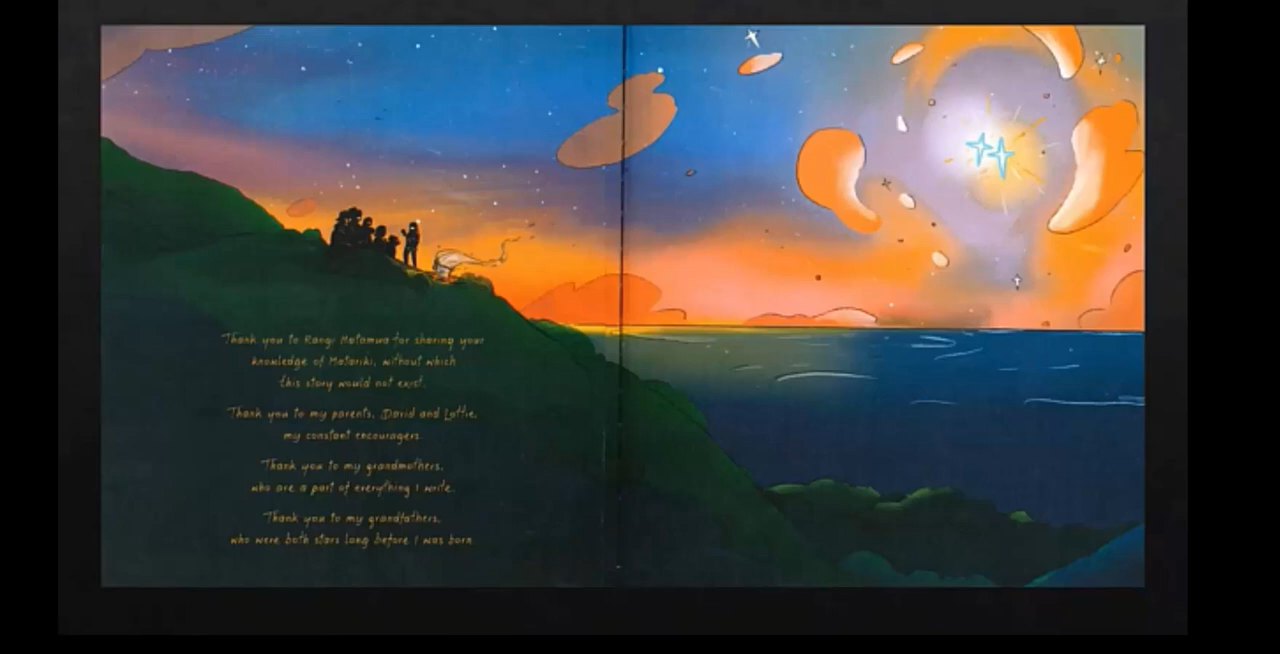 Thank you to Rangi Matamua for sharing your
knowledge of Matariki, without which
this story would not exist.
Thank you to my parents, David and Lottie,
my constant encouragers.
Thank you to my grandmothers,
who are a part of everything I write.
Thank you to my grandfathers,
who were both stars long before I was born